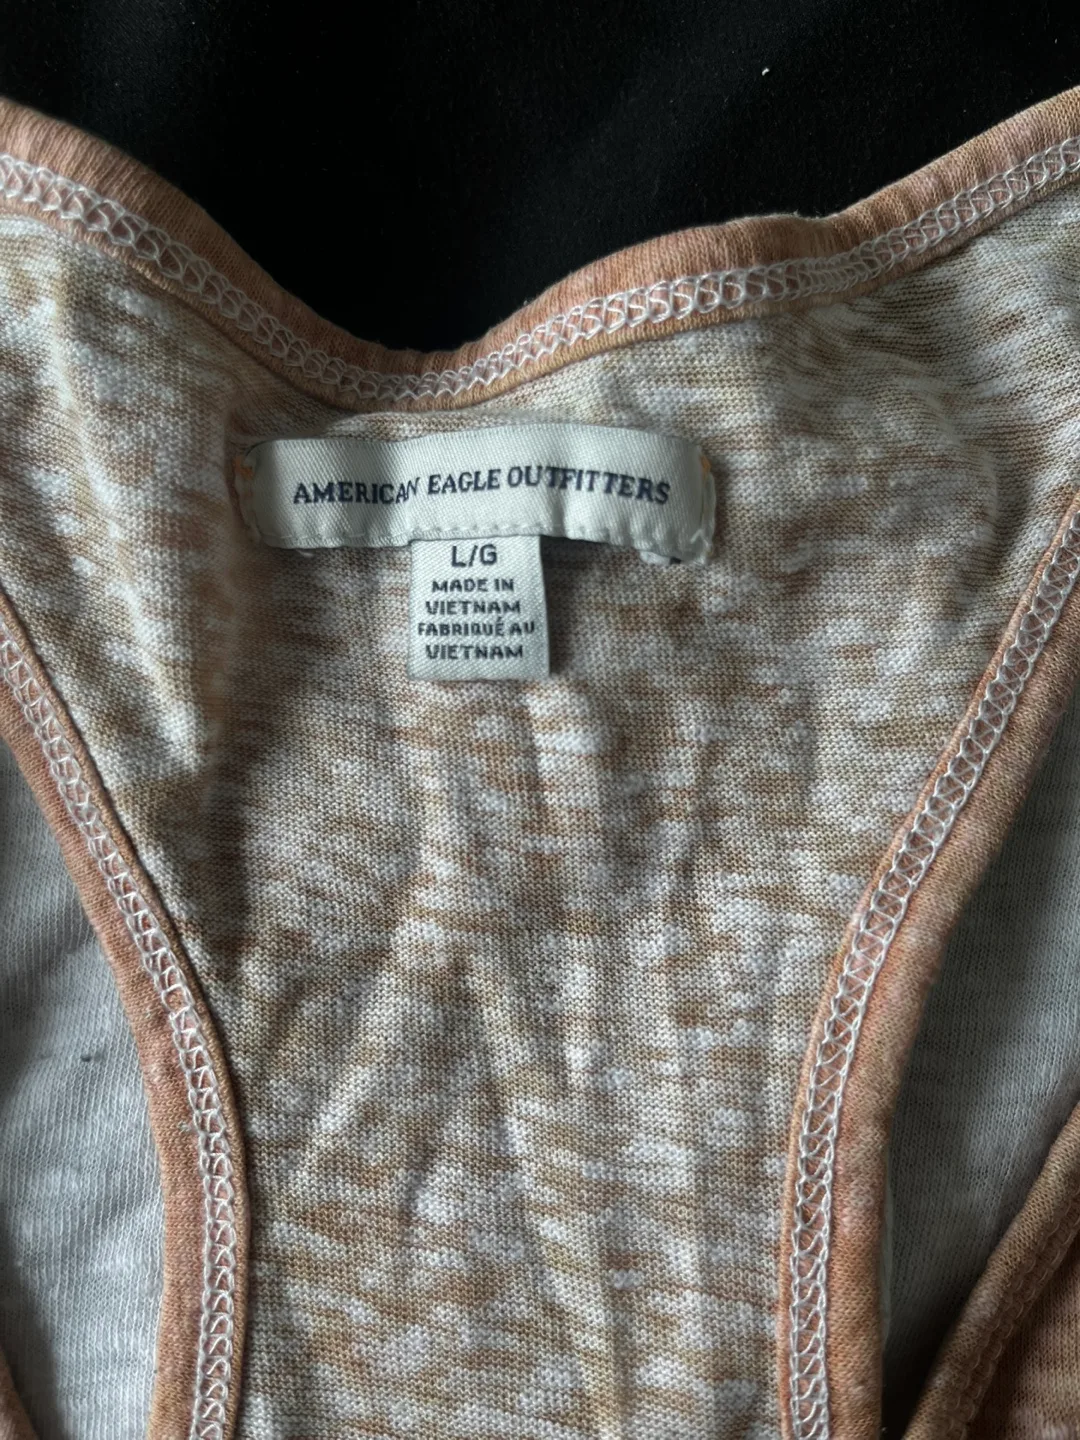 AMERICAN EAGLE OUTFITTERS
L/G
MADE IN
VIETNAM
FABRIQUÉ AU
VIETNAM